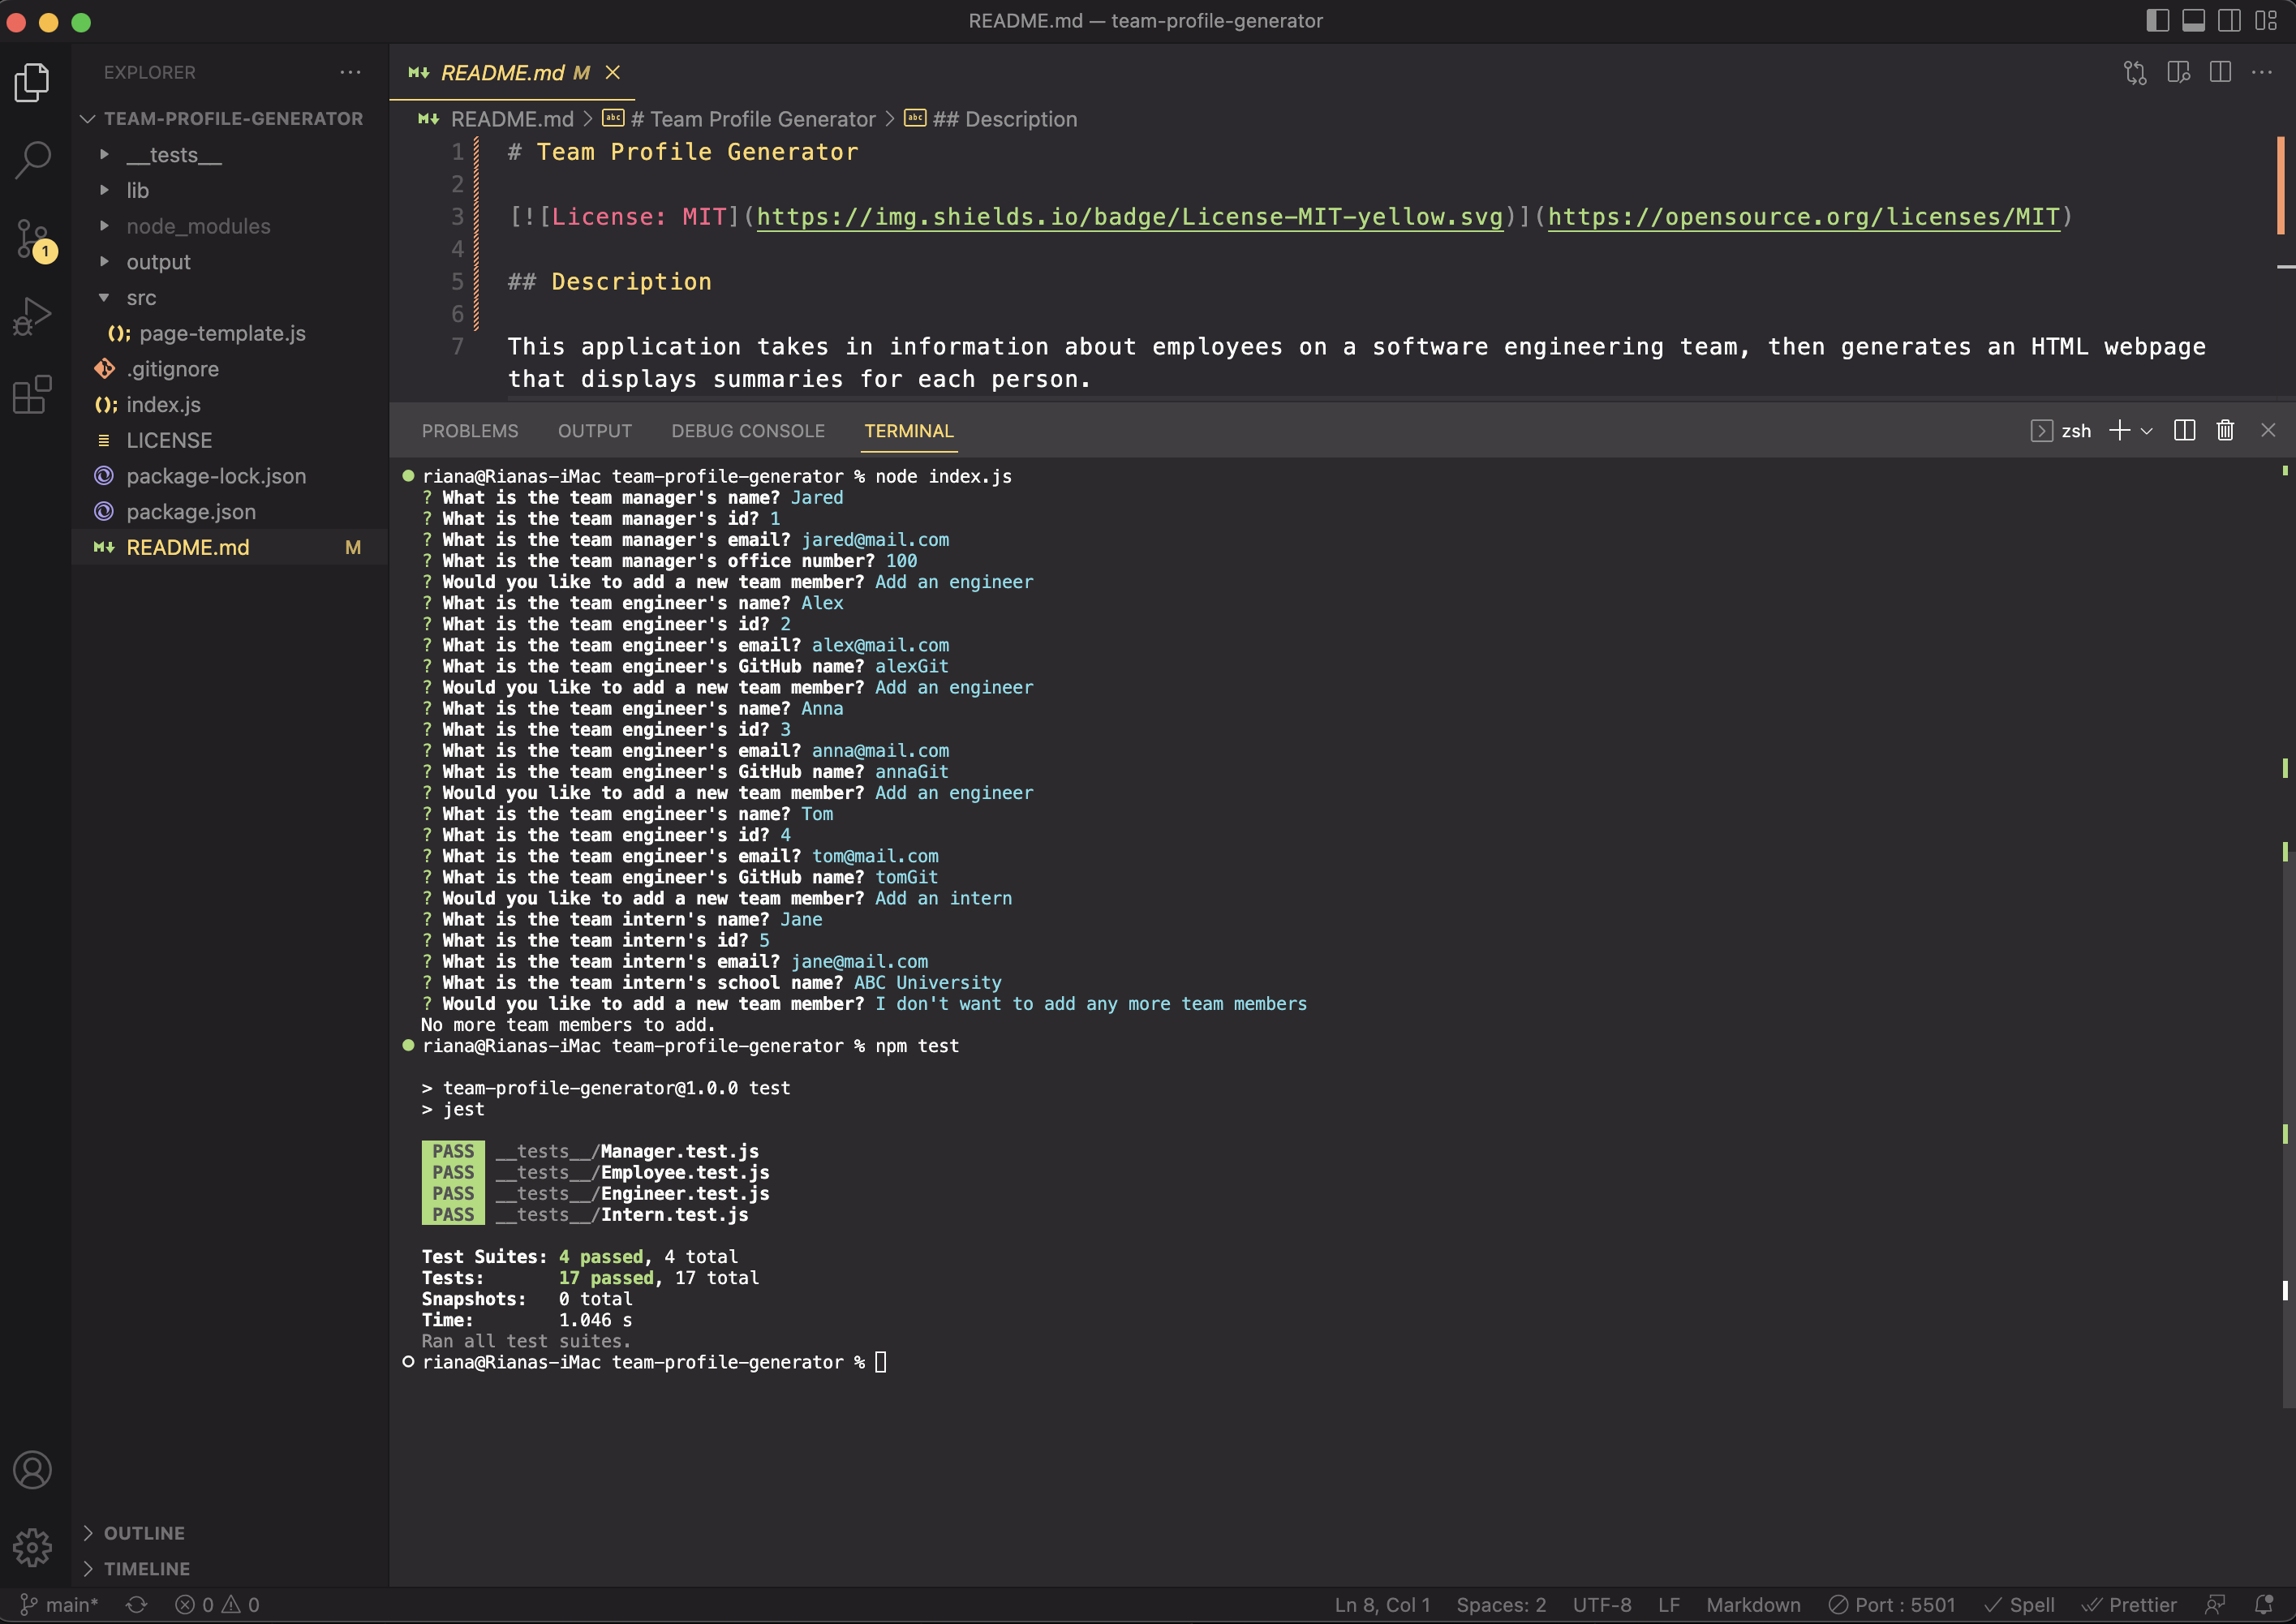 README.md — team-profile-generator
EXPLORER
TEAM-PROFILE-GENERATOR
__tests__
lib
node_modules
output
src
page-template.js
.gitignore
index.js
LICENSE
package-lock.json
package.json
README.md M
1
OUTLINE
TIMELINE
README.md M
README.md > # Team Profile Generator > ## Description
1 # Team Profile Generator
2
3 [![License: MIT](https://img.shields.io/badge/License-MIT-yellow.svg)](https://opensource.org/licenses/MIT)
4
5 ## Description
6
7 This application takes in information about employees on a software engineering team, then generates an HTML webpage
that displays summaries for each person.
PROBLEMS OUTPUT DEBUG CONSOLE TERMINAL zsh
riana@Rianas-iMac team-profile-generator % node index.js
? What is the team manager's name? Jared
? What is the team manager's id? 1
? What is the team manager's email? jared@mail.com
? What is the team manager's office number? 100
? Would you like to add a new team member? Add an engineer
? What is the team engineer's name? Alex
? What is the team engineer's id? 2
? What is the team engineer's email? alex@mail.com
? What is the team engineer's GitHub name? alexGit
? Would you like to add a new team member? Add an engineer
? What is the team engineer's name? Anna
? What is the team engineer's id? 3
? What is the team engineer's email? anna@mail.com
? What is the team engineer's GitHub name? annaGit
? Would you like to add a new team member? Add an engineer
? What is the team engineer's name? Tom
? What is the team engineer's id? 4
? What is the team engineer's email? tom@mail.com
? What is the team engineer's GitHub name? tomGit
? Would you like to add a new team member? Add an intern
? What is the team intern's name? Jane
? What is the team intern's id? 5
? What is the team intern's email? jane@mail.com
? What is the team intern's school name? ABC University
? Would you like to add a new team member? I don't want to add any more team members
No more team members to add.
riana@Rianas-iMac team-profile-generator % npm test
> team-profile-generator@1.0.0 test
> jest
PASS __tests__/Manager.test.js
PASS __tests__/Employee.test.js
PASS __tests__/Engineer.test.js
PASS __tests__/Intern.test.js
Test Suites: 4 passed, 4 total
Tests: 17 passed, 17 total
Snapshots: 0 total
Time: 1.046 s
Ran all test suites.
riana@Rianas-iMac team-profile-generator %
main* 0 0 Ln 8, Col 1 Spaces: 2 UTF-8 LF Markdown Port : 5501 Spell Prettier